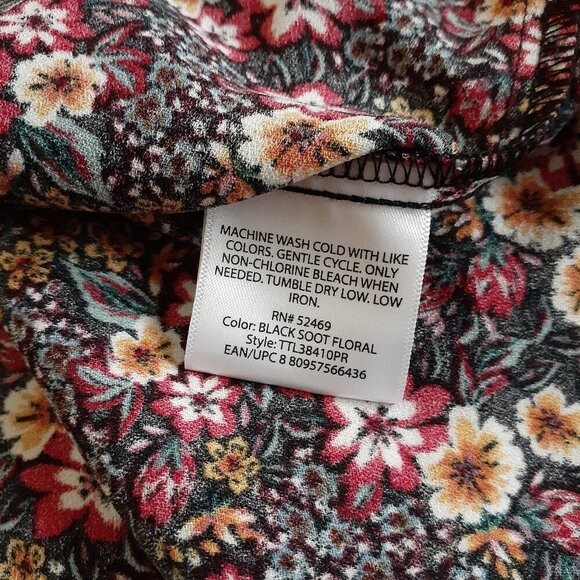 MACHINE WASH COLD WITH LIKE
COLORS. GENTLE CYCLE. ONLY
NON-CHLORINE BLEACH WHEN
NEEDED. TUMBLE DRY LOW. LOW
IRON.
RN# 52469
Color: BLACK SOOT FLORAL
Style: TTL38410PR
EAN/UPC 8 80957566436